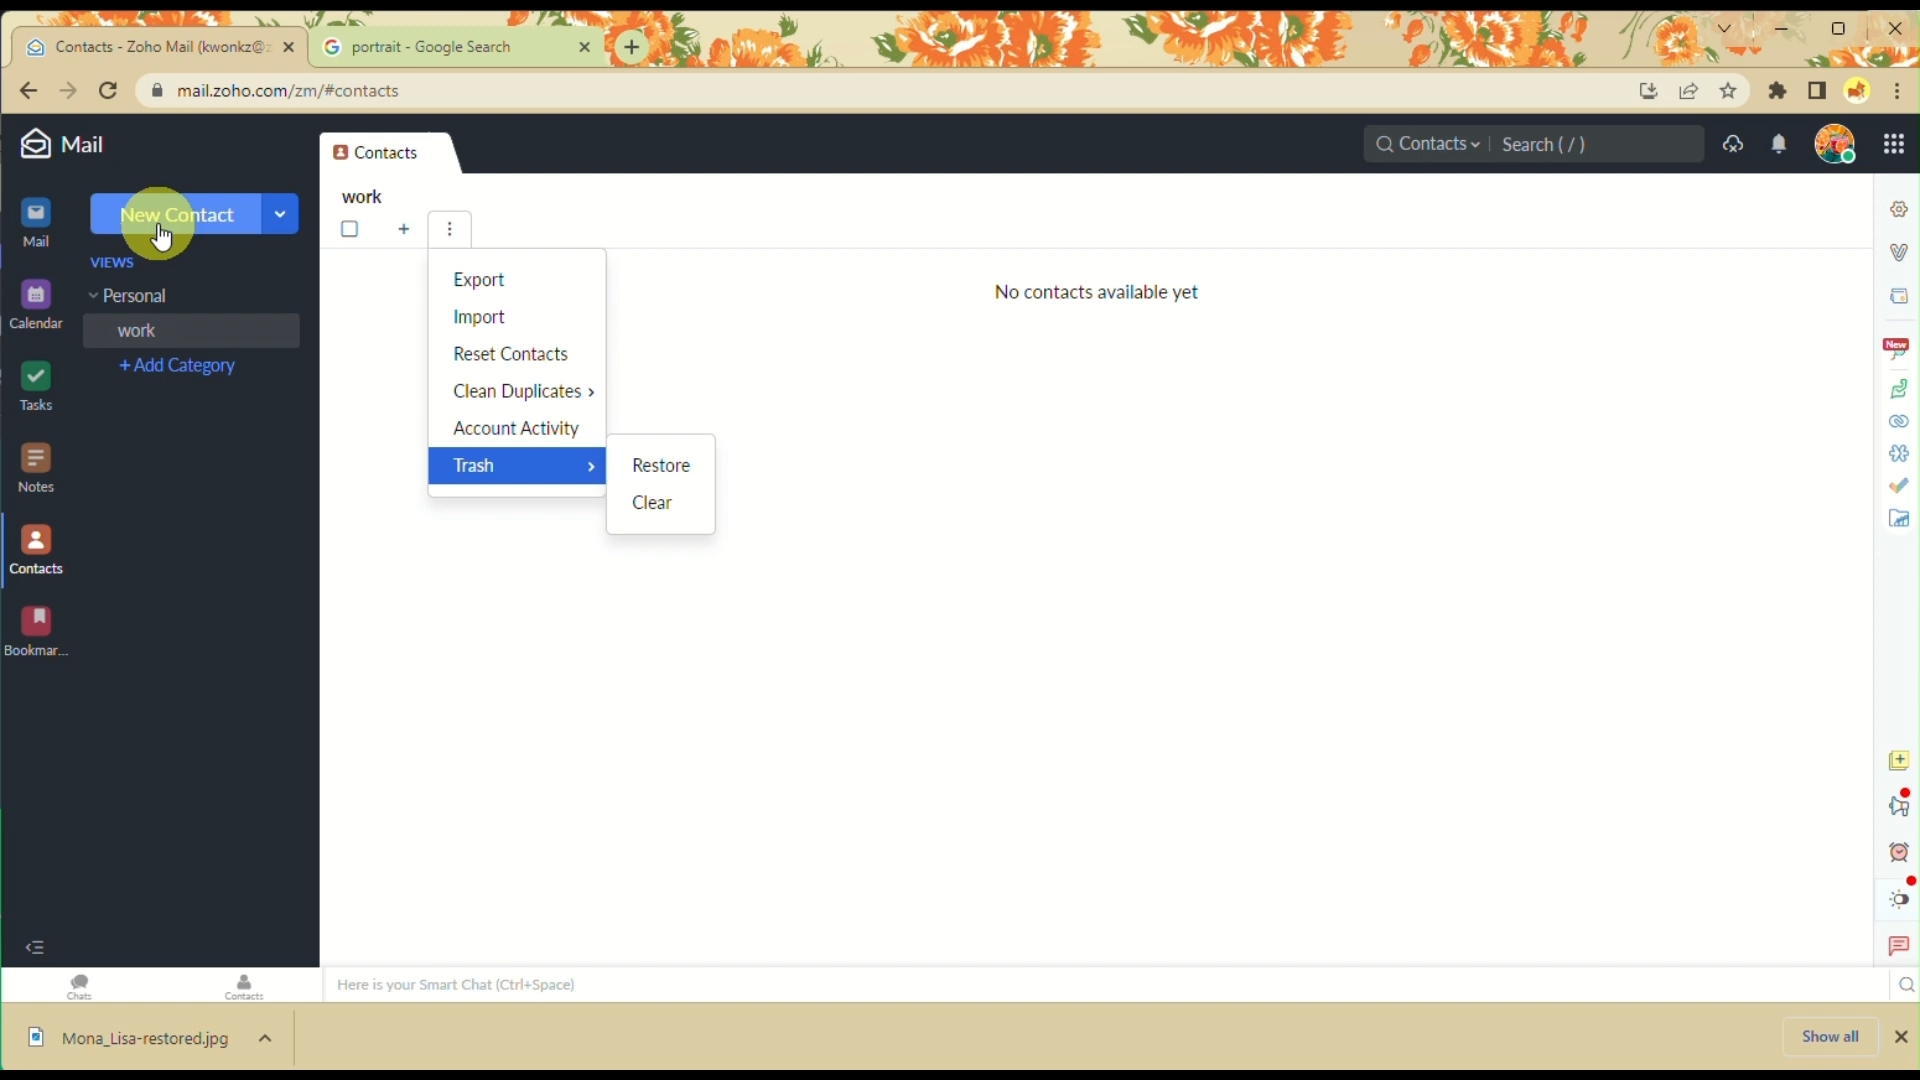 Contacts - Zoho Mail (kwonkz@z
portrait - Google Search
mail.zoho.com/zm/#contacts
Mail
Contacts
Contacts
Search ( / )
work
New Contact
Mail
VIEWS
Personal
work
+ Add Category
Calendar
Tasks
Notes
Contacts
Bookmar...
Export
Import
Reset Contacts
Clean Duplicates
Account Activity
Trash
Restore
Clear
No contacts available yet
New
Chats
Contacts
Here is your Smart Chat (Ctrl+Space)
Mona_Lisa-restored.jpg
Show all